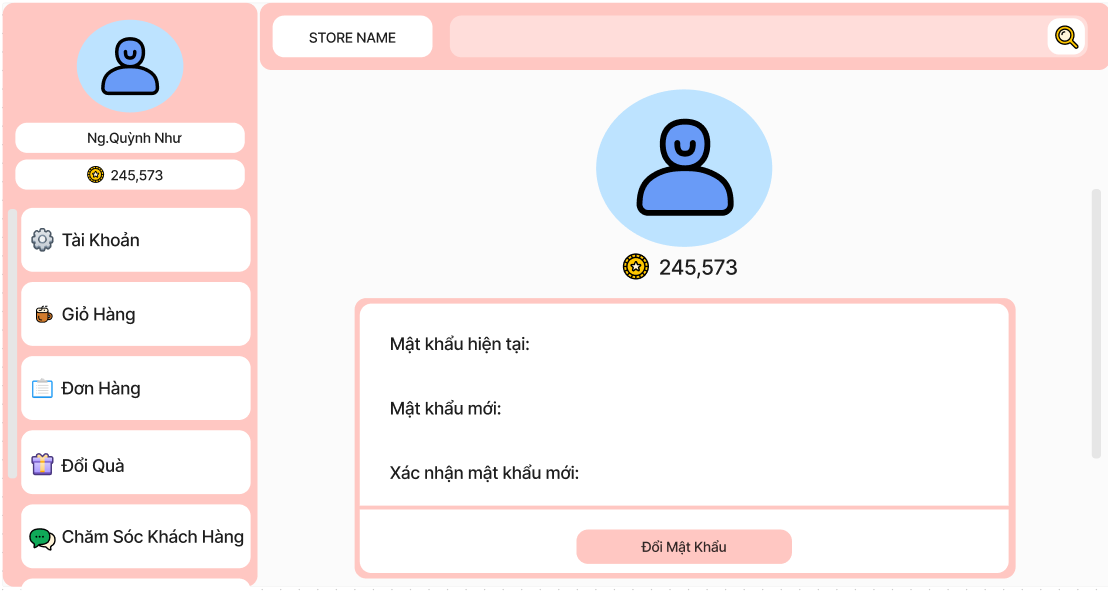 Ng.Quỳnh Như
245,573
Tài Khoản
Giỏ Hàng
Đơn Hàng
Đổi Quà
Chăm Sóc Khách Hàng
STORE NAME
245,573
Mật khẩu hiện tại:
Mật khẩu mới:
Xác nhận mật khẩu mới:
Đổi Mật Khẩu